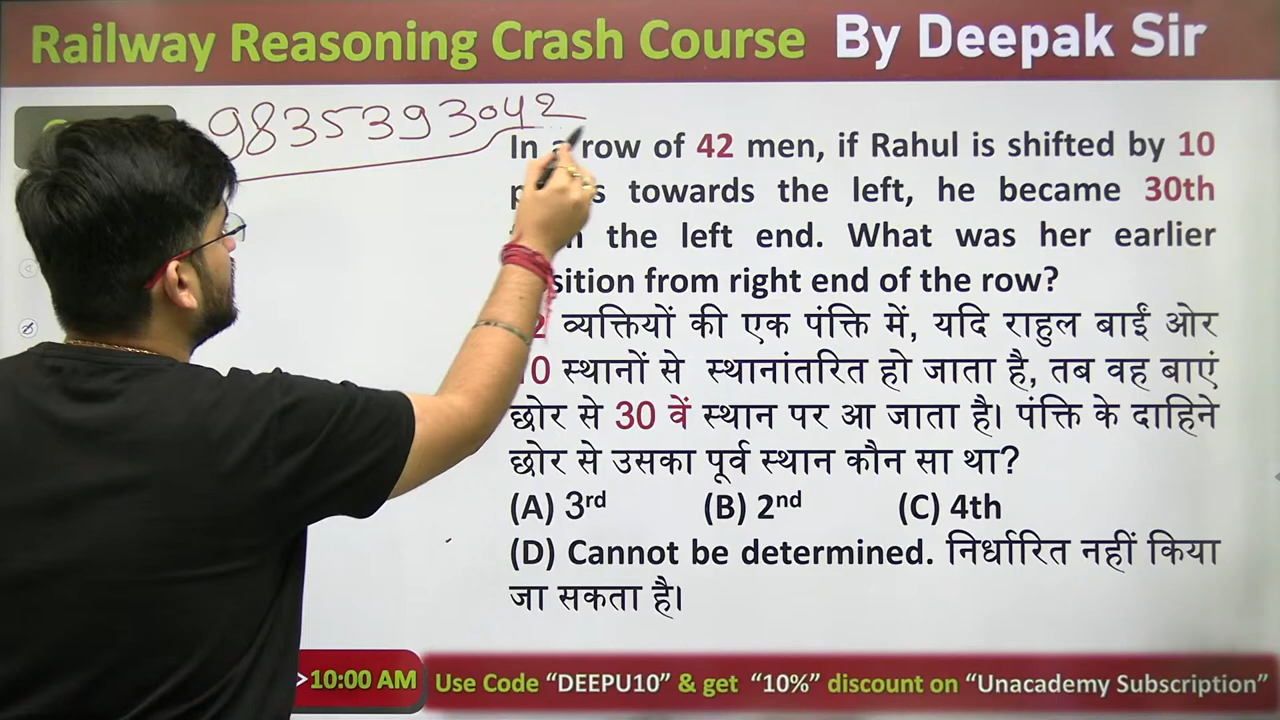 Railway Reasoning Crash Course By Deepak Sir
9835393042
In a row of 42 men, if Rahul is shifted by 10
towards the left, he became 30th
the left end. What was her earlier
sition from right end of the row?
2 व्यक्तियों की एक पंक्ति में, यदि राहुल बाईं ओर
10 स्थानों से स्थानांतरित हो जाता है, तब वह बाएं
छोर से 30 वें स्थान पर आ जाता है। पंक्ति के दाहिने
छोर से उसका पूर्व स्थान कौन सा था?
(A) 3rd (B) 2nd (C) 4th
(D) Cannot be determined. निर्धारित नहीं किया
जा सकता है।
>10:00 AM
Use Code “DEEPU10” & get “10%” discount on “Unacademy Subscription”